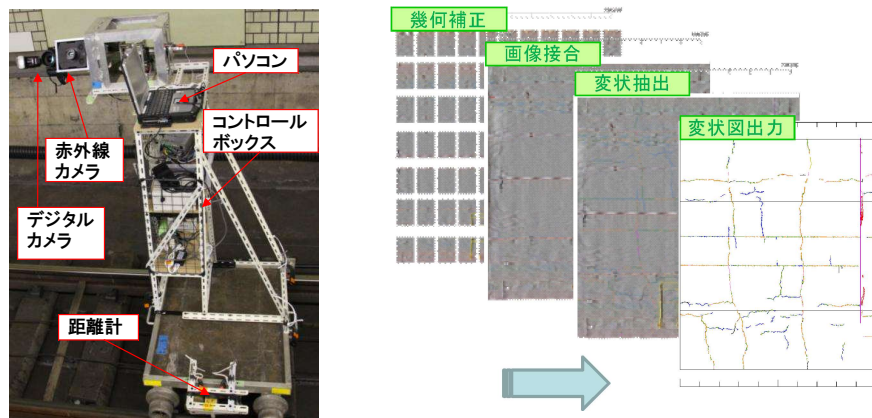 パソコン
コントロール
ボックス
赤外線
カメラ
デジタル
カメラ
距離計
幾何補正
画像接合
変状抽出
変状図出力